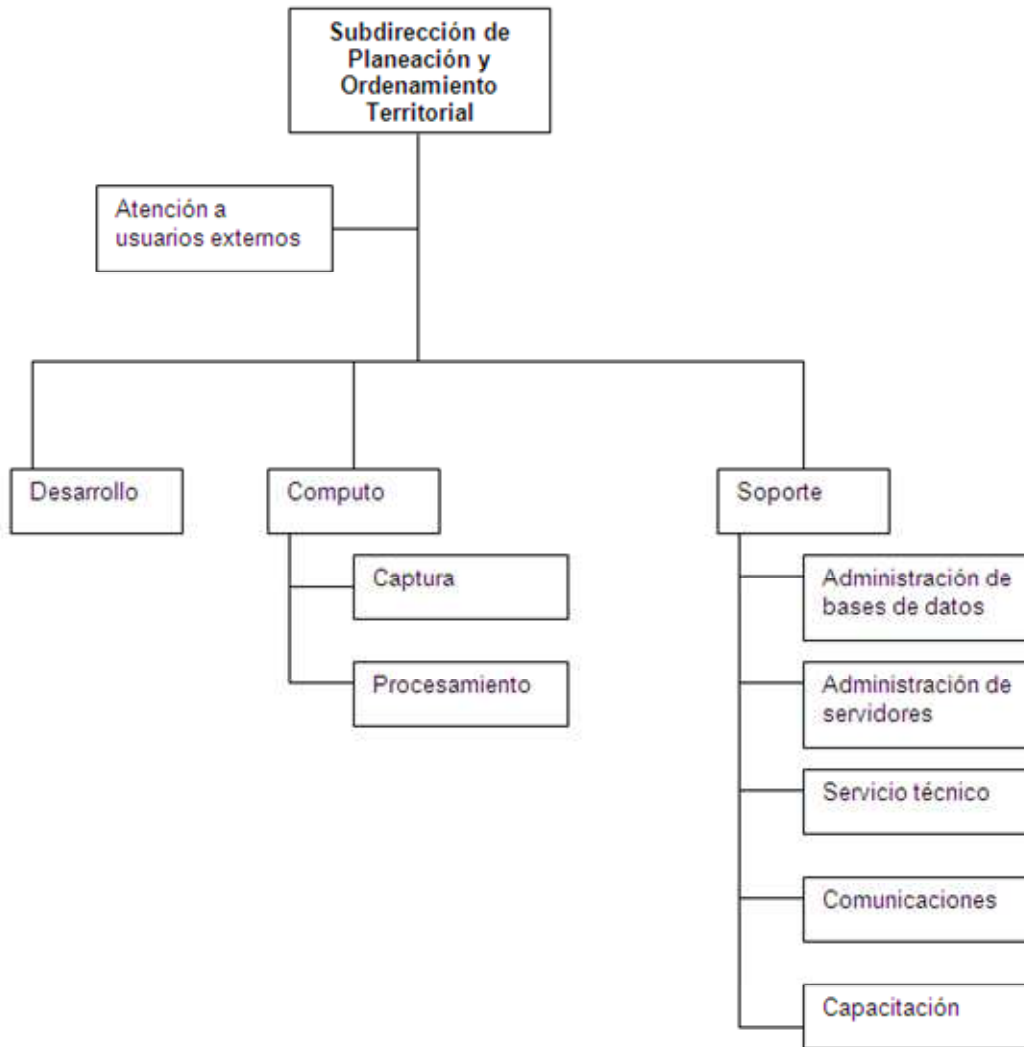 Subdirección de
Planeación y
Ordenamiento
Territorial
Atención a
usuarios externos
Desarrollo
Computo
Soporte
Captura
Procesamiento
Administración de
bases de datos
Administración de
servidores
Servicio técnico
Comunicaciones
Capacitación